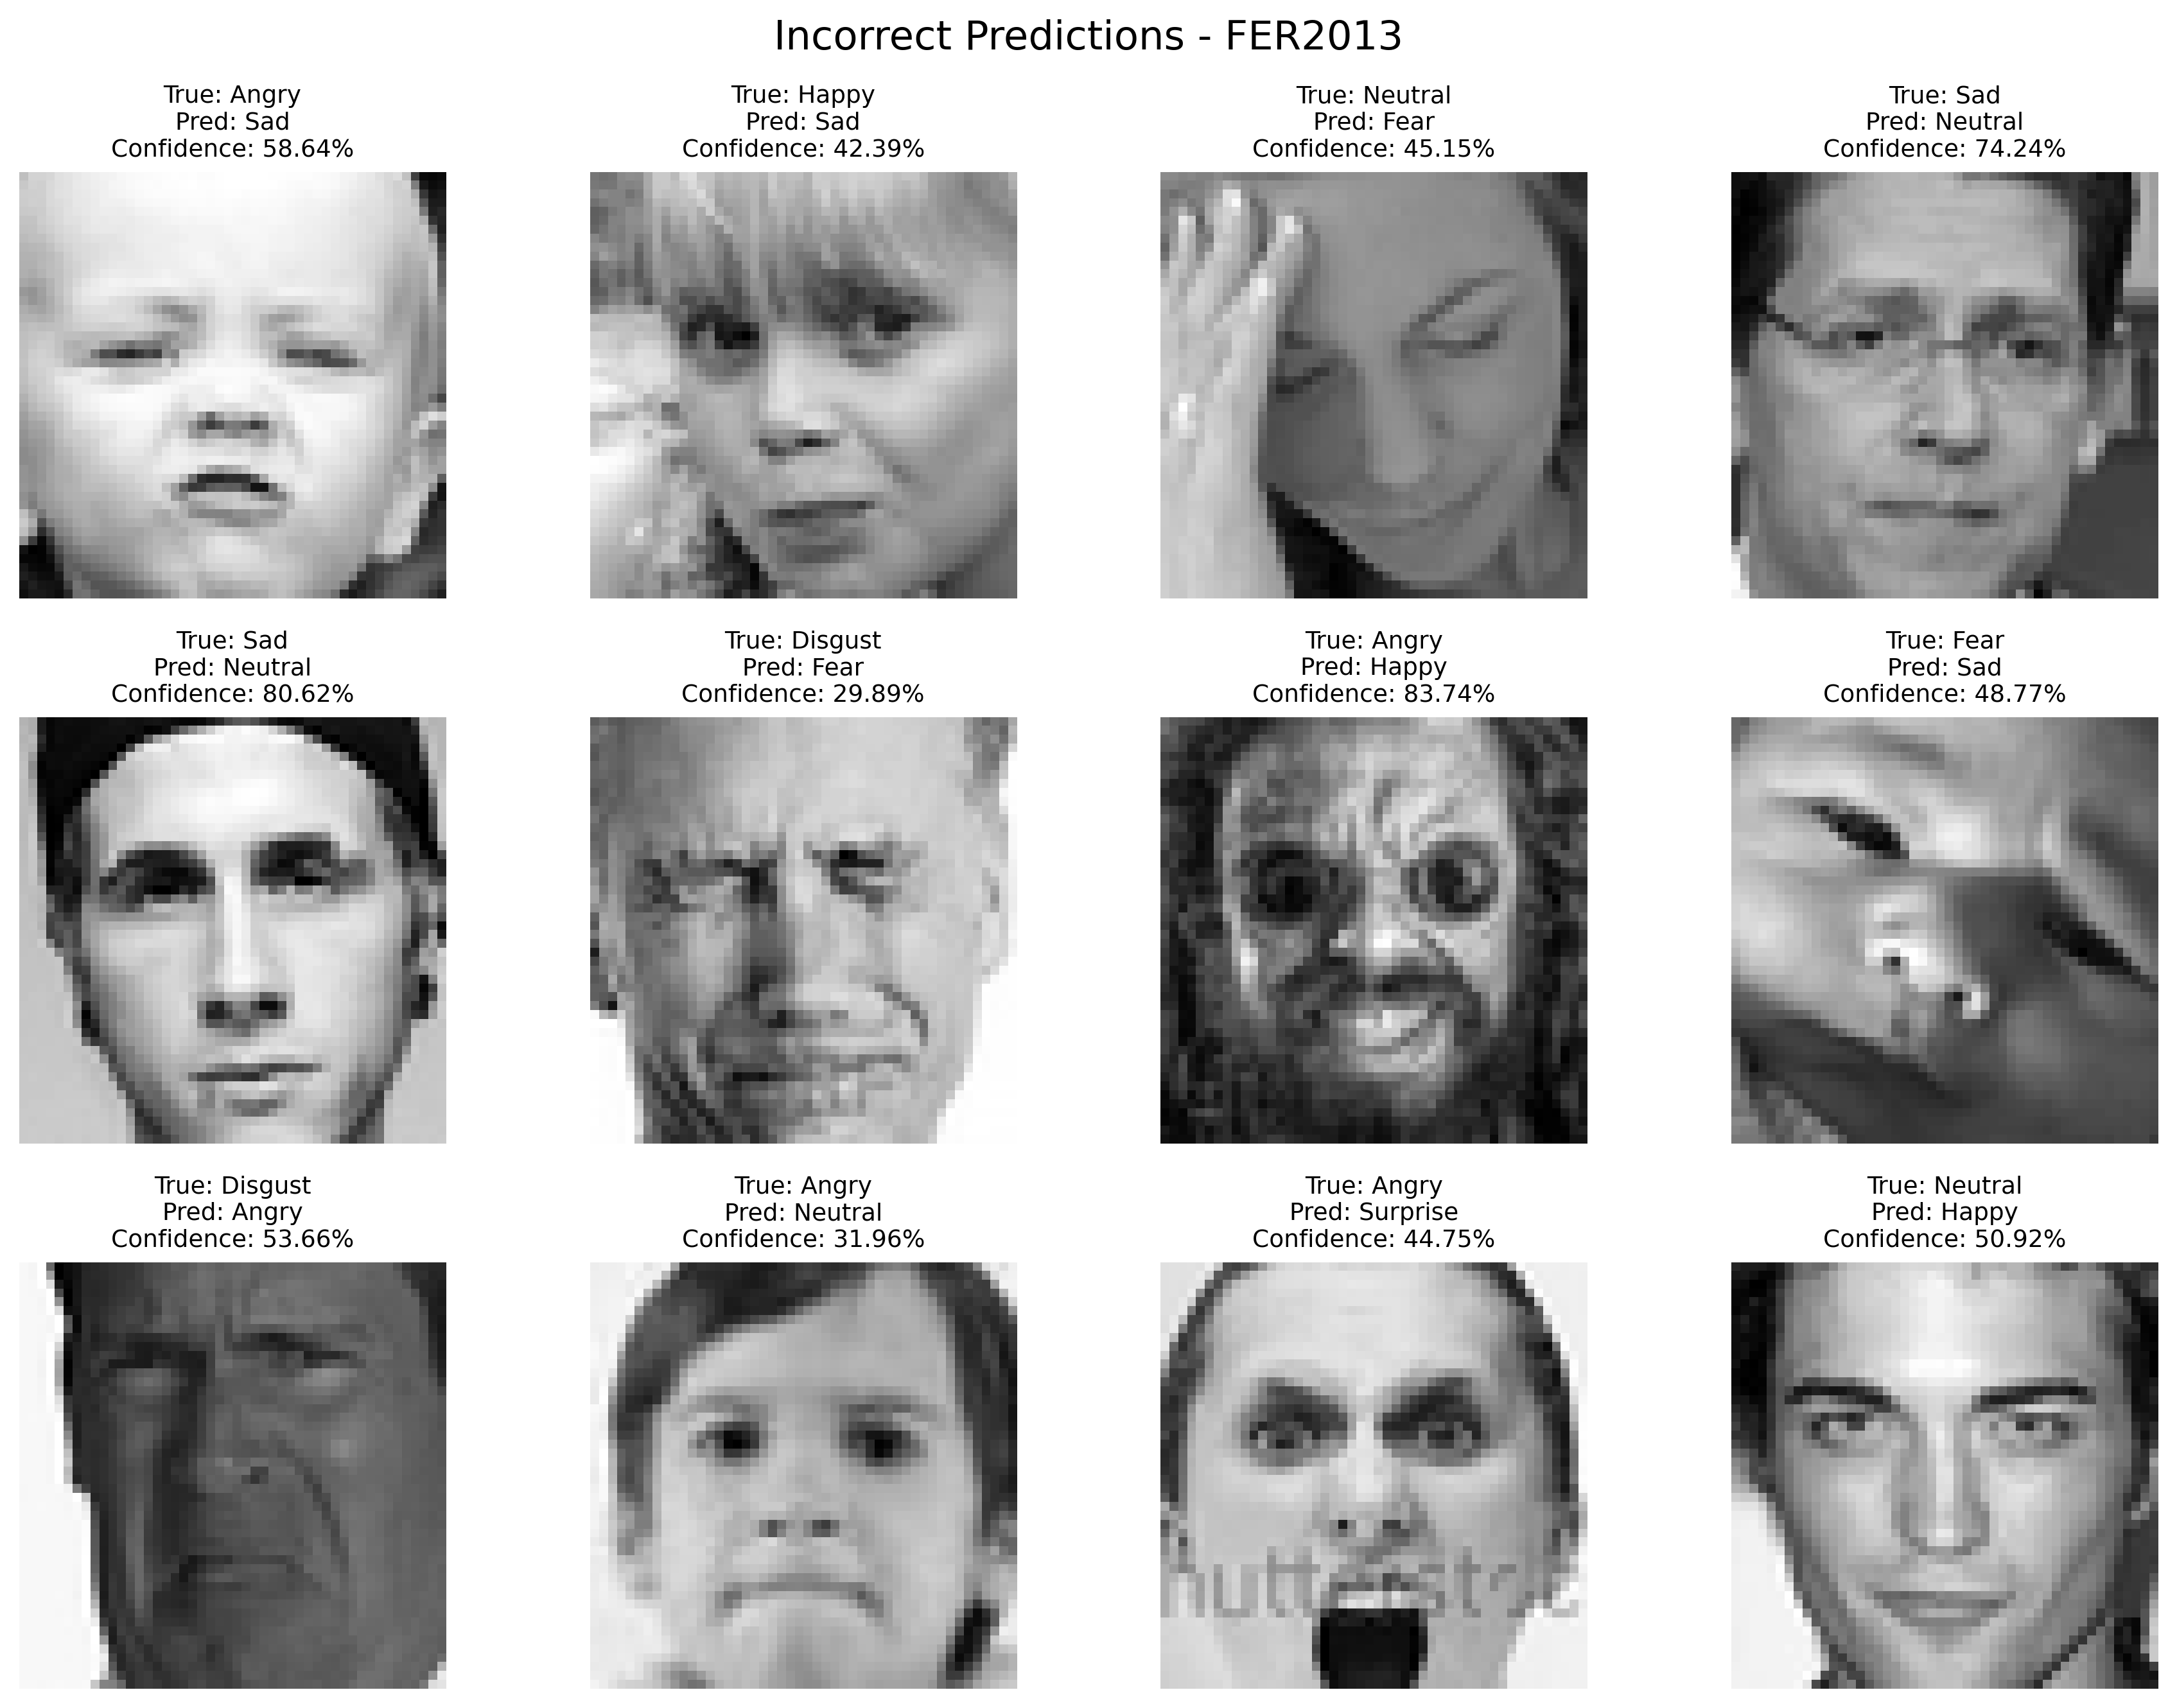 Incorrect Predictions - FER2013
True: Angry
Pred: Sad
Confidence: 58.64%
True: Happy
Pred: Sad
Confidence: 42.39%
True: Neutral
Pred: Fear
Confidence: 45.15%
True: Sad
Pred: Neutral
Confidence: 74.24%
True: Sad
Pred: Neutral
Confidence: 80.62%
True: Disgust
Pred: Fear
Confidence: 29.89%
True: Angry
Pred: Happy
Confidence: 83.74%
True: Fear
Pred: Sad
Confidence: 48.77%
True: Disgust
Pred: Angry
Confidence: 53.66%
True: Angry
Pred: Neutral
Confidence: 31.96%
True: Angry
Pred: Surprise
Confidence: 44.75%
True: Neutral
Pred: Happy
Confidence: 50.92%